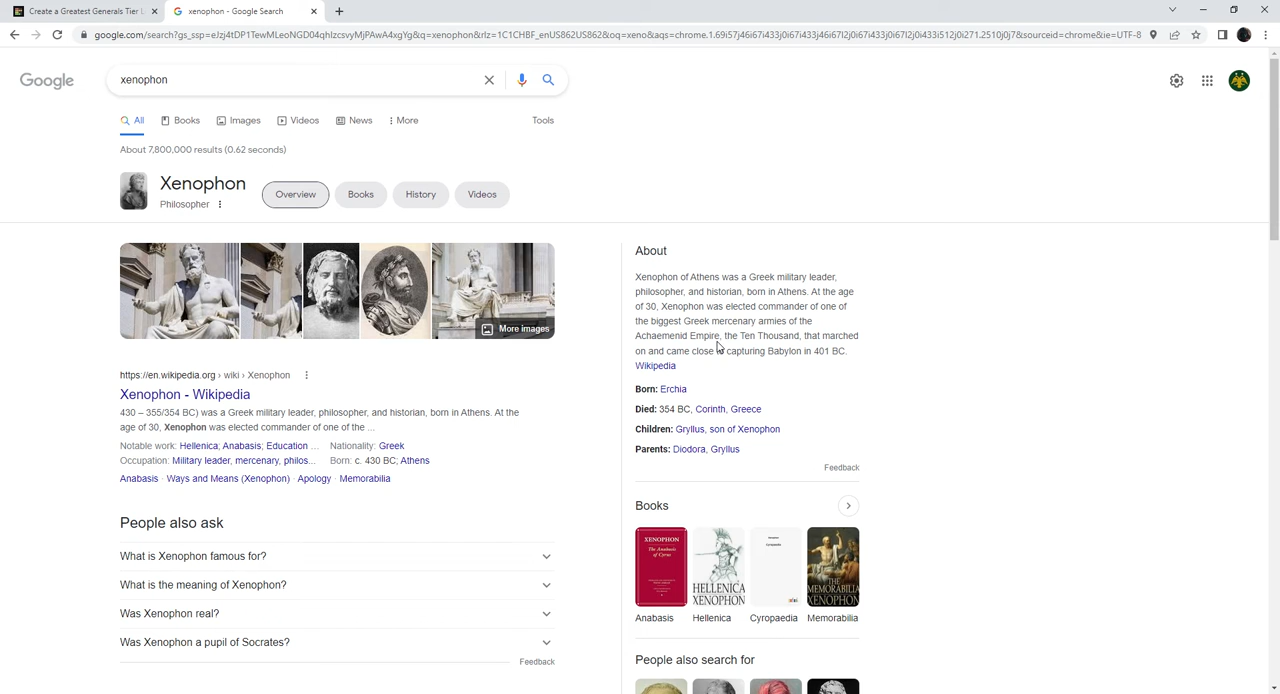 Create a Greatest Generals Tier L
xenophon - Google Search
google.com/search?gs_ssp=eJzj4tDP1TewMLeoNGD04qhIzcsvyMjPAwA4xgYg&q=xenophon&rlz=1C1CHBF_enUS862US862&oq=xeno&aqs=chrome.1.69i57j46i67i433j0i67i433j46i67l2j0i67i433j0i67l2j0i433i512j0i271.2510j0j7&sourceid=chrome&ie=UTF-8
Google
xenophon
All
Books
Images
Videos
News
More
Tools
About 7,800,000 results (0.62 seconds)
Xenophon
Philosopher
Overview
Books
History
Videos
More images
https://en.wikipedia.org › wiki › Xenophon
Xenophon - Wikipedia
430 – 355/354 BC) was a Greek military leader, philosopher, and historian, born in Athens. At the
age of 30, Xenophon was elected commander of one of the ...
Notable work: Hellenica; Anabasis; Education ... Nationality: Greek
Occupation: Military leader, mercenary, philos... Born: c. 430 BC; Athens
Anabasis · Ways and Means (Xenophon) · Apology · Memorabilia
People also ask
What is Xenophon famous for?
What is the meaning of Xenophon?
Was Xenophon real?
Was Xenophon a pupil of Socrates?
Feedback
About
Xenophon of Athens was a Greek military leader,
philosopher, and historian, born in Athens. At the age
of 30, Xenophon was elected commander of one of
the biggest Greek mercenary armies of the
Achaemenid Empire, the Ten Thousand, that marched
on and came close capturing Babylon in 401 BC.
Wikipedia
Born: Erchia
Died: 354 BC, Corinth, Greece
Children: Gryllus, son of Xenophon
Parents: Diodora, Gryllus
Feedback
Books
XENOPHON
The Anabasis
of Cyrus
HELLENICA
XENOPHON
Cyropaedia
THE
MEMORABILIA
XENOPHON
Anabasis
Hellenica
Cyropaedia
Memorabilia
People also search for